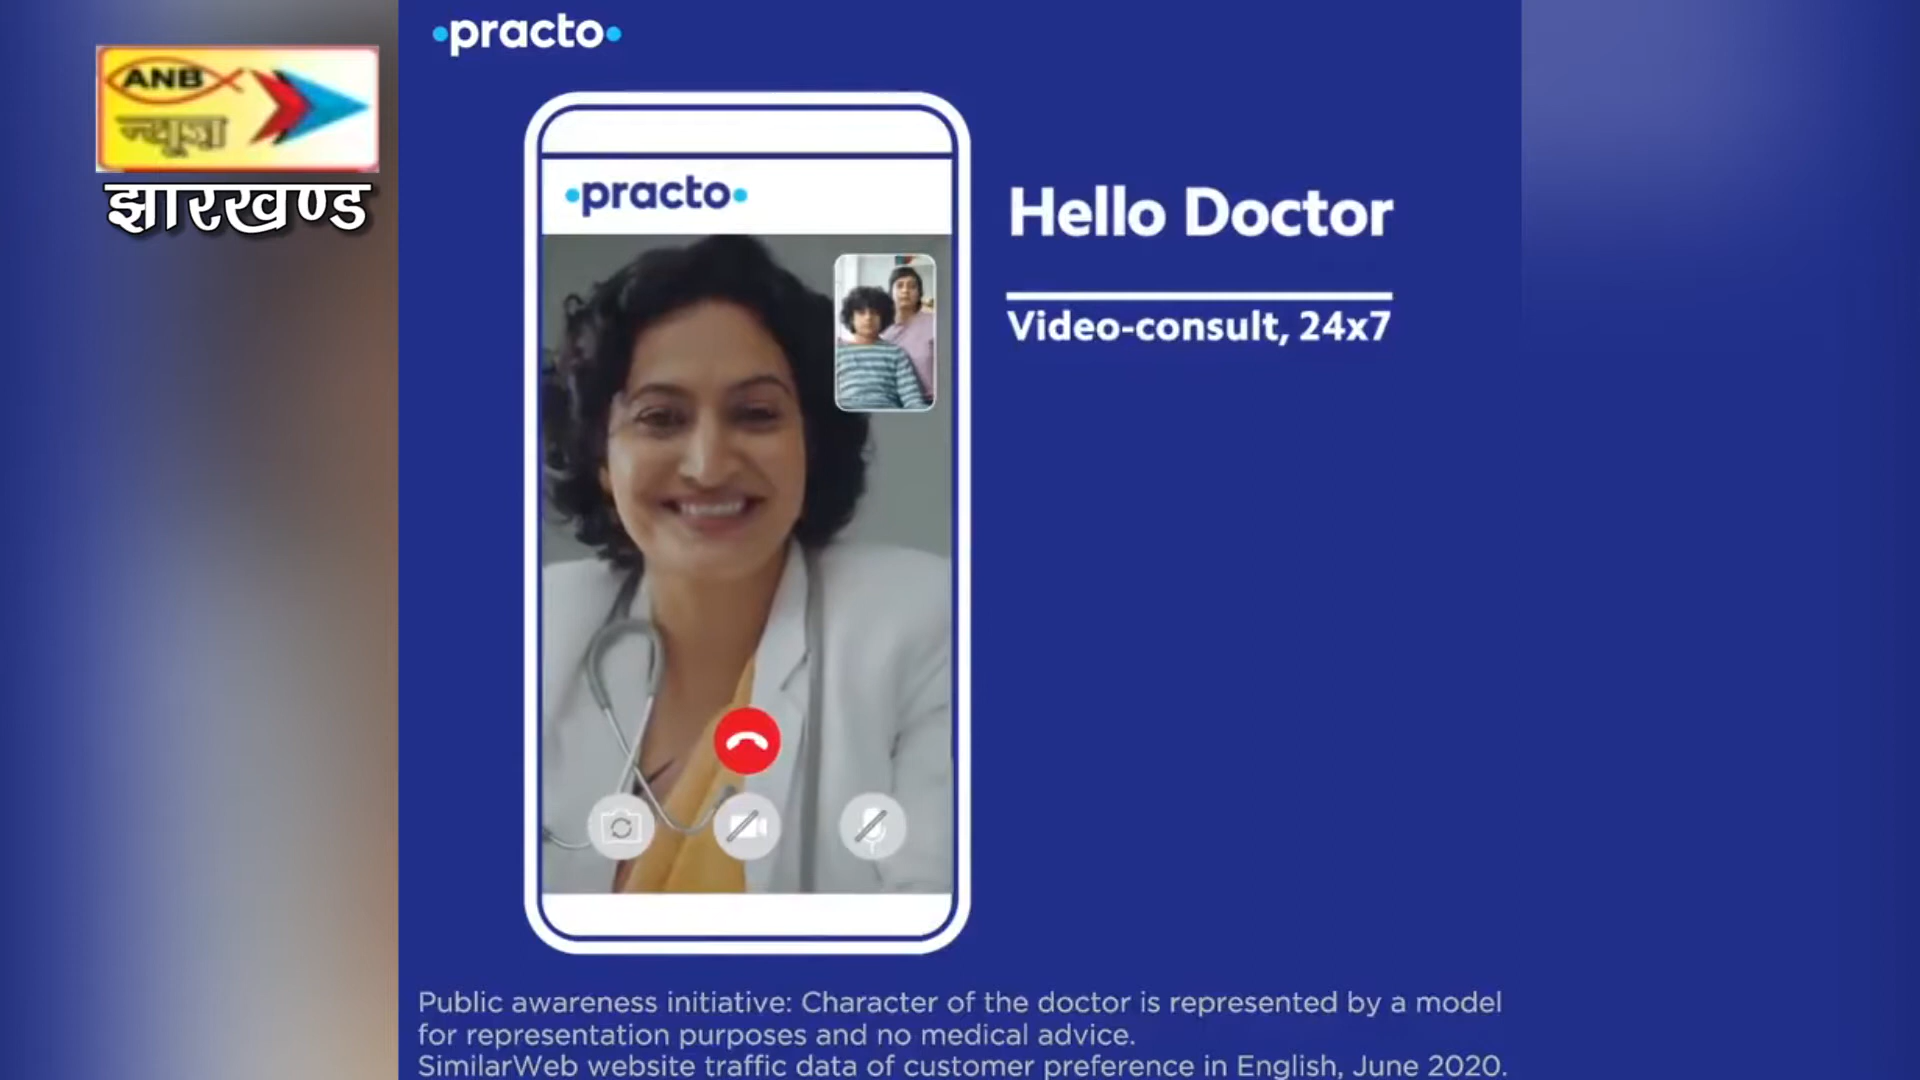 •practo•
ANB
न्यूज़
झारखण्ड
•practo•
Hello Doctor
Video-consult, 24x7
Public awareness initiative: Character of the doctor is represented by a model
for representation purposes and no medical advice.
SimilarWeb website traffic data of customer preference in English, June 2020.